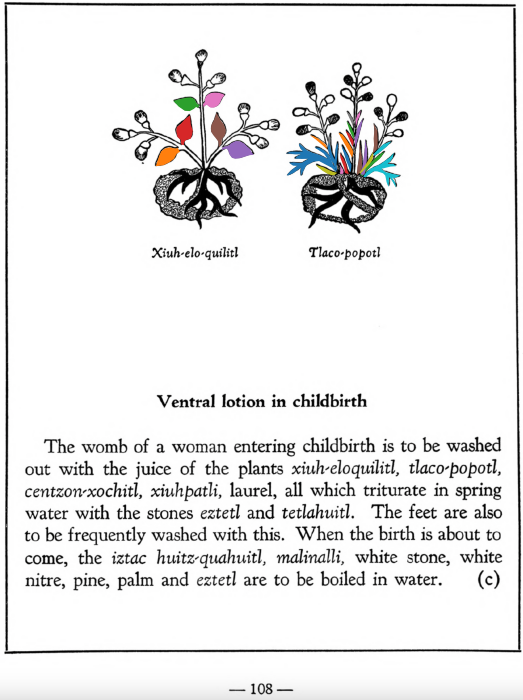 Xiuh-elo-quilitl Tlaco-popotl
Ventral lotion in childbirth
The womb of a woman entering childbirth is to be washed
out with the juice of the plants xiuh-eloquilitl, tlaco-popotl,
centzon-xochitl, xiuhpatli, laurel, all which triturate in spring
water with the stones eztetl and tetlahuitl. The feet are also
to be frequently washed with this. When the birth is about to
come, the iztac huitz-quahuitl, malinalli, white stone, white
nitre, pine, palm and eztetl are to be boiled in water. (c)
— 108 —